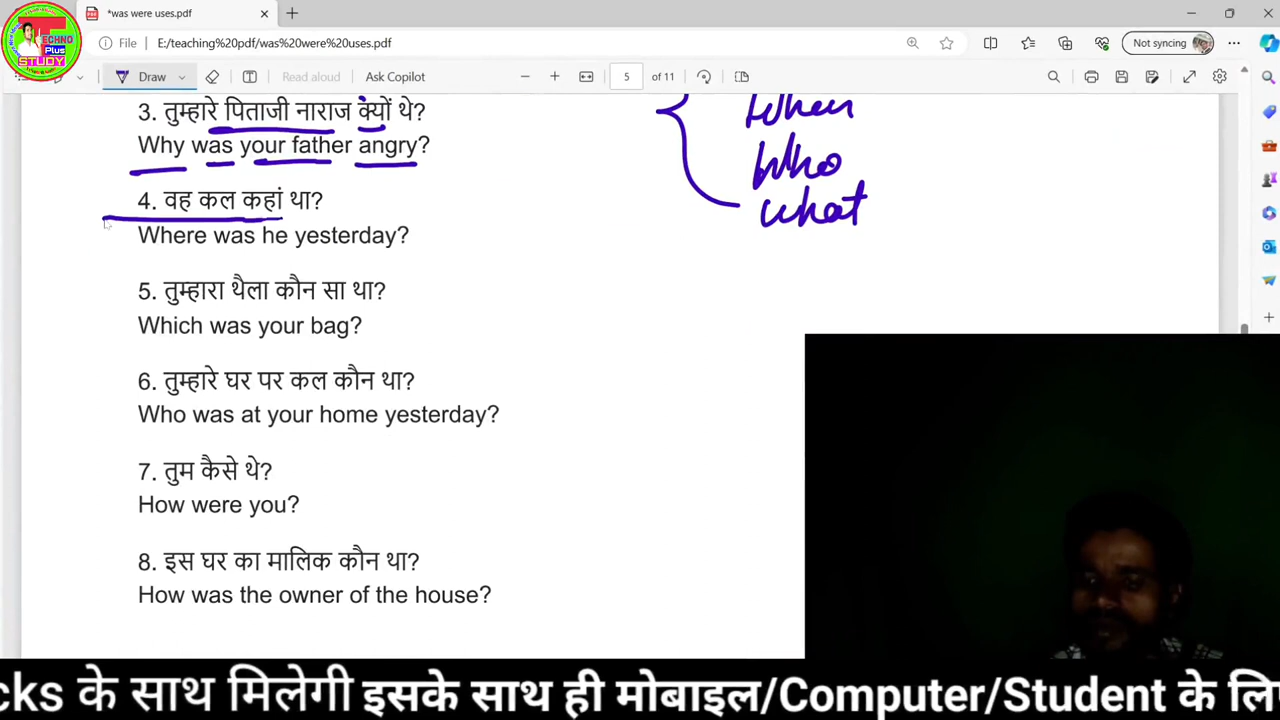 *was were uses.pdf
File
E:/teaching%20pdf/was%20were%20uses.pdf
Not syncing
Draw
Read aloud
Ask Copilot
5
of 11
TECHNO
Plus
STUDY
3. तुम्हारे पिताजी नाराज क्यों थे?
Why was your father angry?
4. वह कल कहां था?
Where was he yesterday?
5. तुम्हारा थैला कौन सा था?
Which was your bag?
6. तुम्हारे घर पर कल कौन था?
Who was at your home yesterday?
7. तुम कैसे थे?
How were you?
8. इस घर का मालिक कौन था?
How was the owner of the house?
When
Who
what
cks के साथ मिलेगी इसके साथ ही मोबाइल/Computer/Student के लि